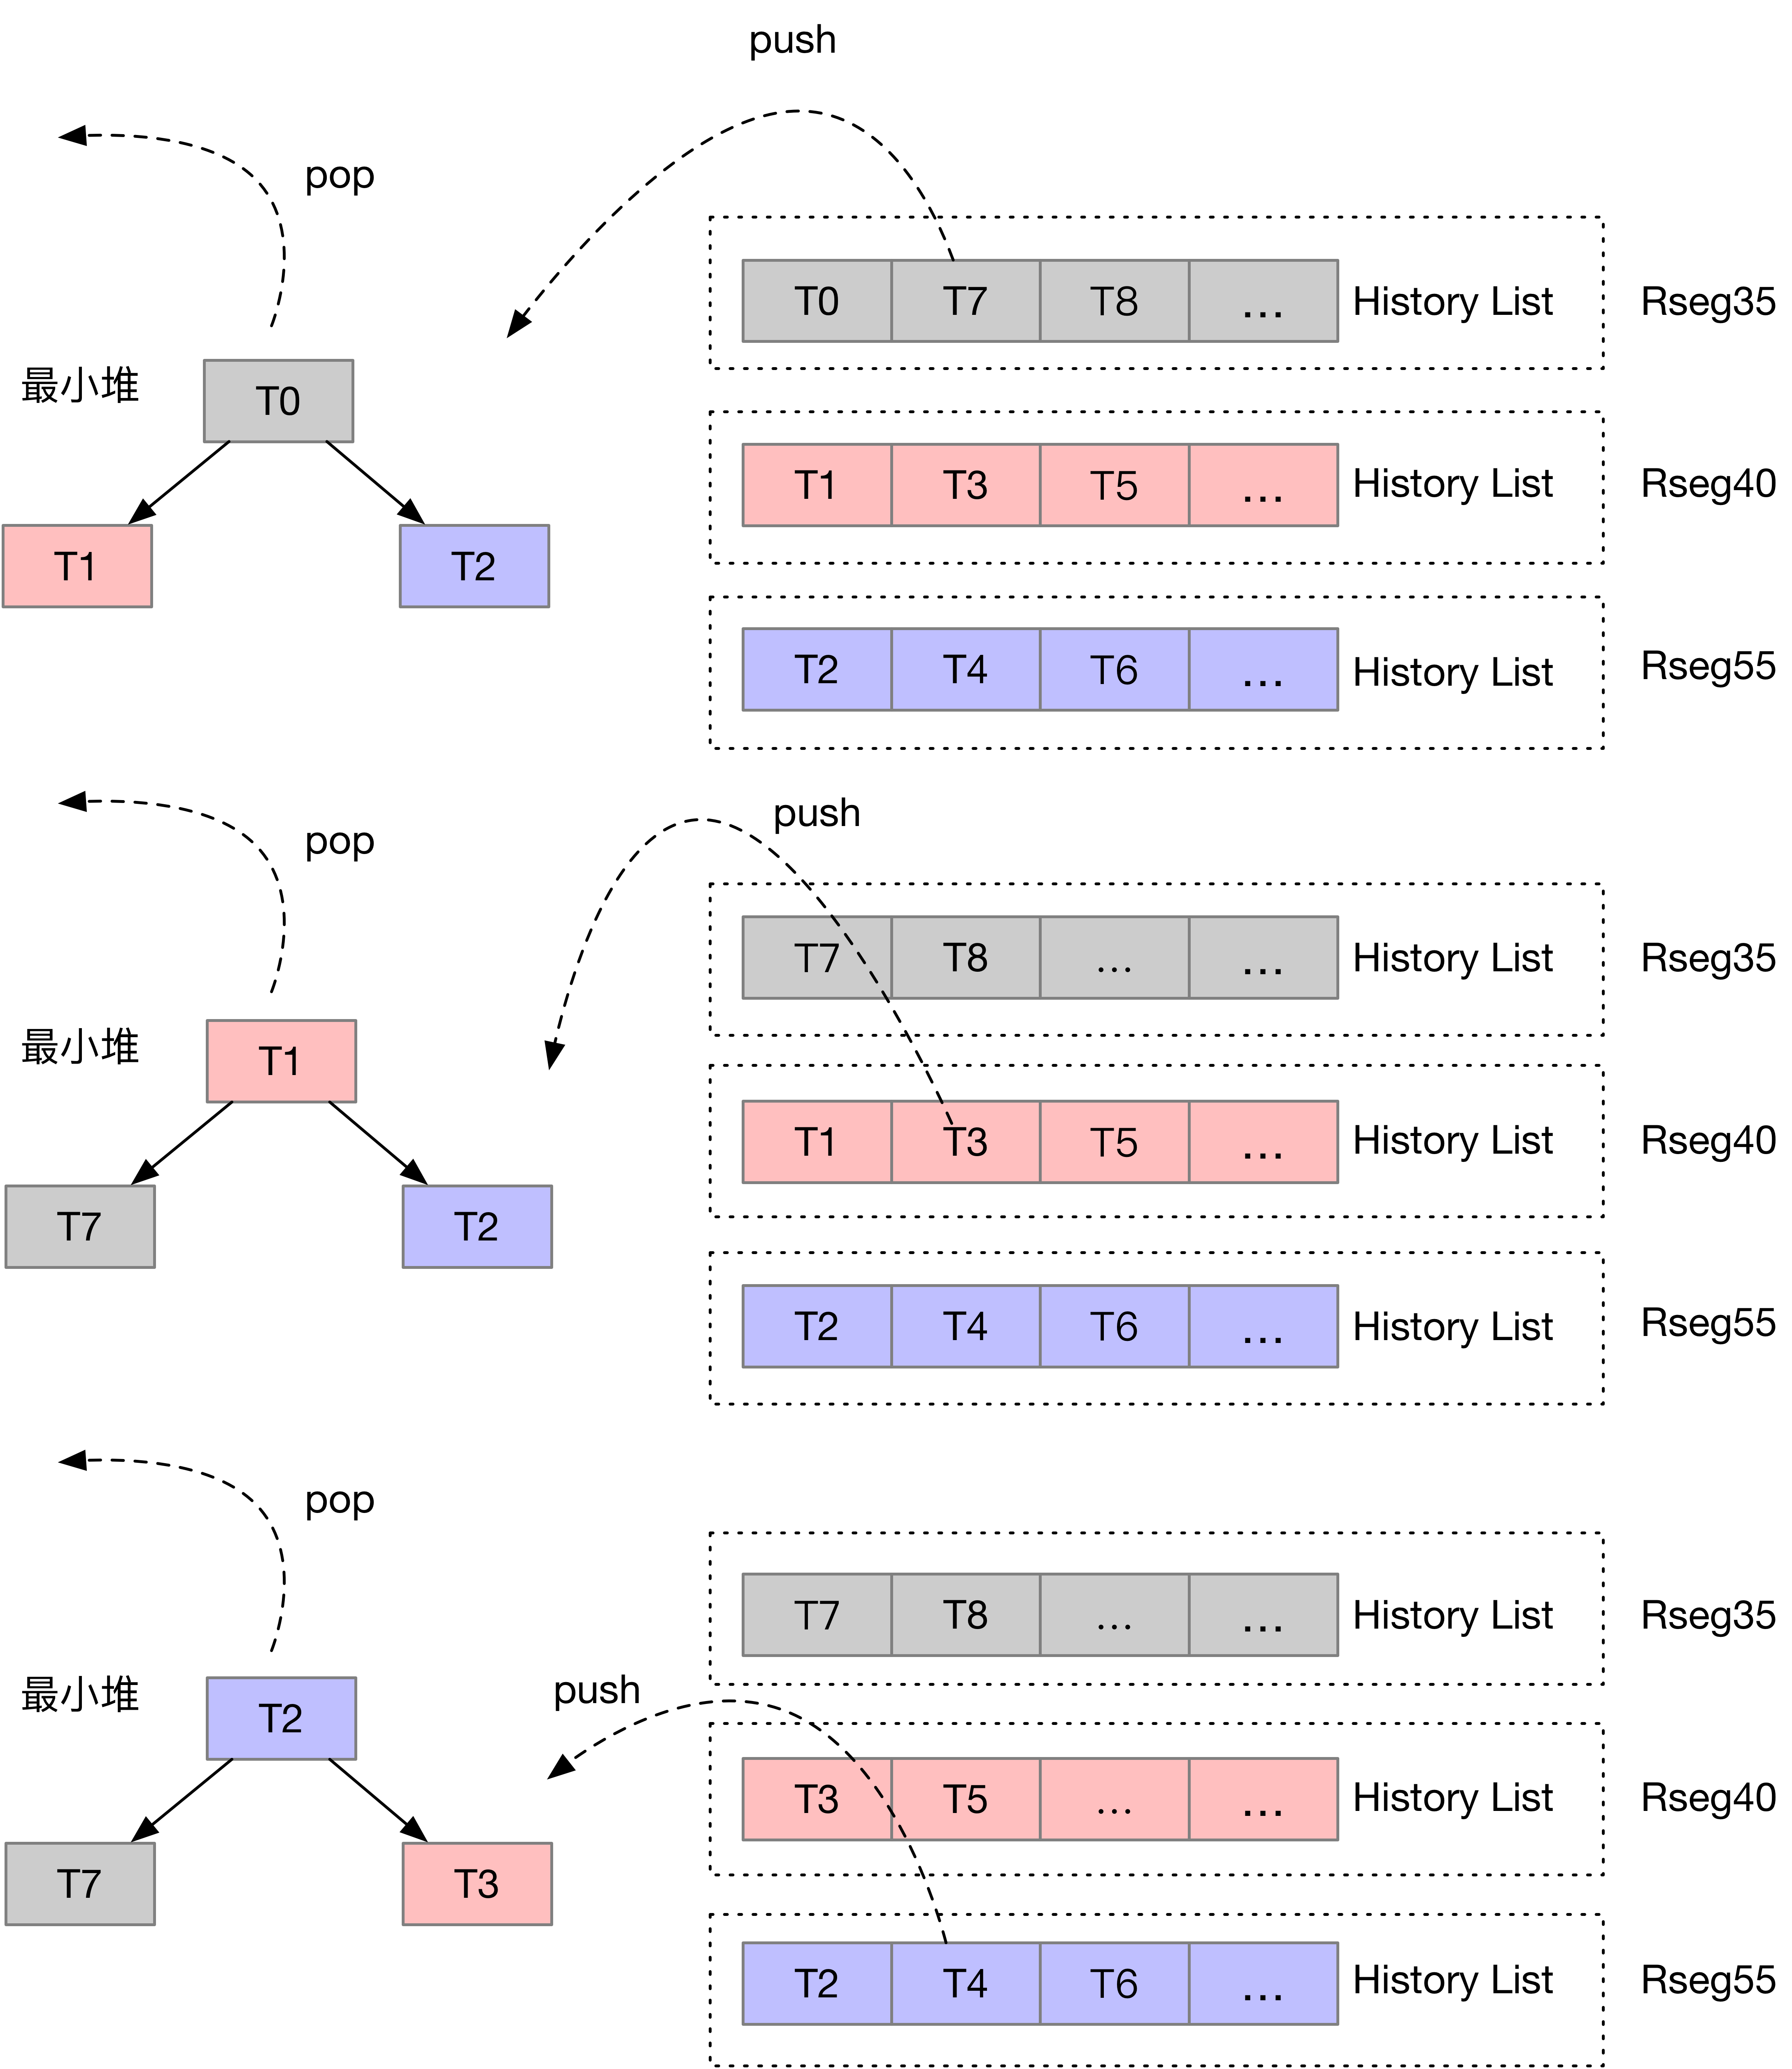 push
pop
T0 T7 T8 ... History List Rseg35
最小堆
T0
T1 T3 T5 ... History List Rseg40
T1 T2
T2 T4 T6 ... History List Rseg55
push
pop
T7 T8 ... ... History List Rseg35
最小堆
T1
T1 T3 T5 ... History List Rseg40
T7 T2
T2 T4 T6 ... History List Rseg55
pop
T7 T8 ... ... History List Rseg35
push
最小堆
T2
T3 T5 ... ... History List Rseg40
T7 T3
T2 T4 T6 ... History List Rseg55